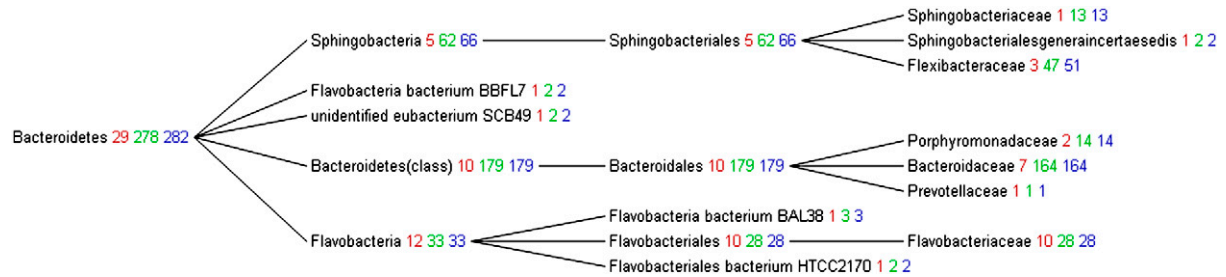 Sphingobacteriaceae 1 13 13
Sphingobacteria 5 62 66
Sphingobacteriales 5 62 66
Sphingobacterialesgeneraincertaesedis 1 2 2
Flexibacteraceae 3 47 51
Flavobacteria bacterium BBFL7 1 2 2
unidentified eubacterium SCB49 1 2 2
Bacteroidetes 29 278 282
Porphyromonadaceae 2 14 14
Bacteroidetes(class) 10 179 179
Bacteroidales 10 179 179
Bacteroidaceae 7 164 164
Prevotellaceae 1 1 1
Flavobacteria bacterium BAL38 1 3 3
Flavobacteria 12 33 33
Flavobacteriales 10 28 28
Flavobacteriaceae 10 28 28
Flavobacteriales bacterium HTCC2170 1 2 2